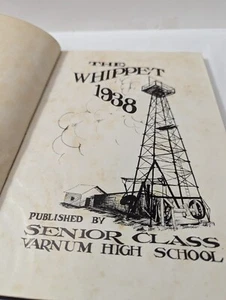 THE
WHIPPET
1938
PUBLISHED BY
SENIOR CLASS
VARNUM HIGH SCHOOL